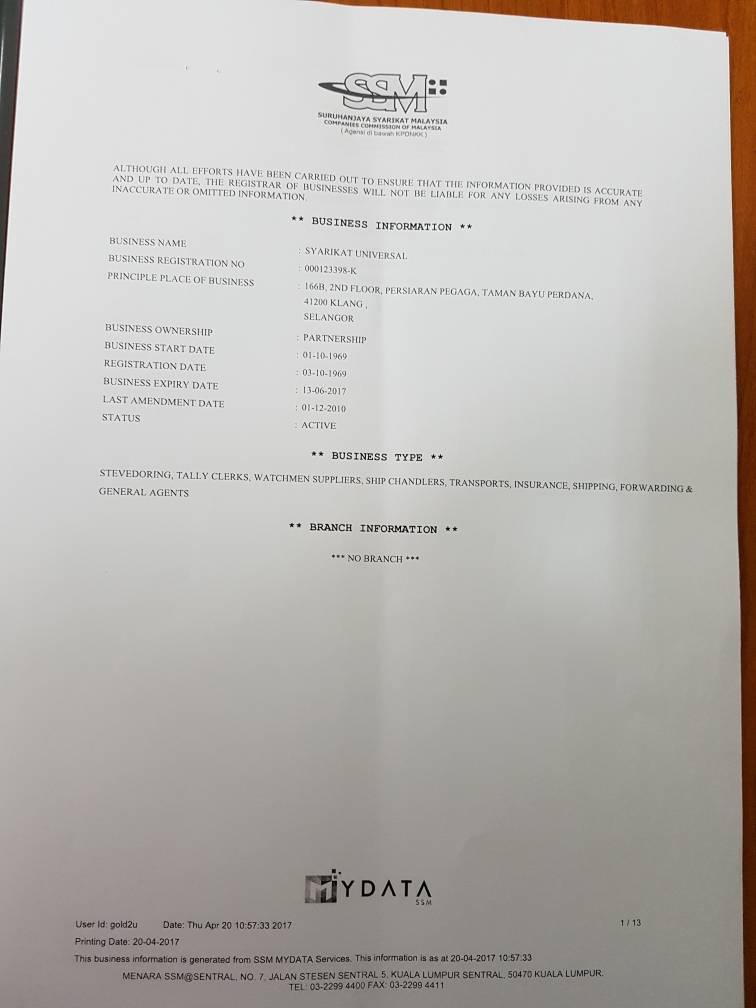 SSM
SURUHANJAYA SYARIKAT MALAYSIA
COMPANIES COMMISSION OF MALAYSIA
(Agensi di bawah KPDNKK)
ALTHOUGH ALL EFFORTS HAVE BEEN CARRIED OUT TO ENSURE THAT THE INFORMATION PROVIDED IS ACCURATE
AND UP TO DATE, THE REGISTRAR OF BUSINESSES WILL NOT BE LIABLE FOR ANY LOSSES ARISING FROM ANY
INACCURATE OR OMITTED INFORMATION.
** BUSINESS INFORMATION **
BUSINESS NAME : SYARIKAT UNIVERSAL
BUSINESS REGISTRATION NO : 000123398-K
PRINCIPLE PLACE OF BUSINESS : 166B, 2ND FLOOR, PERSIARAN PEGAGA, TAMAN BAYU PERDANA,
41200 KLANG ,
SELANGOR
BUSINESS OWNERSHIP : PARTNERSHIP
BUSINESS START DATE : 01-10-1969
REGISTRATION DATE : 03-10-1969
BUSINESS EXPIRY DATE : 13-06-2017
LAST AMENDMENT DATE : 01-12-2010
STATUS : ACTIVE
** BUSINESS TYPE **
STEVEDORING, TALLY CLERKS, WATCHMEN SUPPLIERS, SHIP CHANDLERS, TRANSPORTS, INSURANCE, SHIPPING, FORWARDING &
GENERAL AGENTS
** BRANCH INFORMATION **
*** NO BRANCH ***
MYDATA
SSM
User Id: gold2u Date: Thu Apr 20 10:57:33 2017 1 / 13
Printing Date: 20-04-2017
This business information is generated from SSM MYDATA Services. This information is as at 20-04-2017 10:57:33
MENARA SSM@SENTRAL, NO. 7, JALAN STESEN SENTRAL 5, KUALA LUMPUR SENTRAL, 50470 KUALA LUMPUR.
TEL: 03-2299 4400 FAX: 03-2299 4411